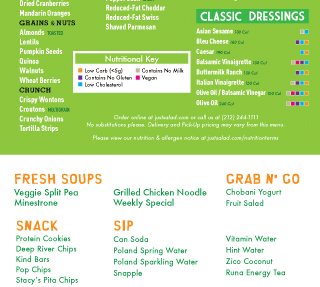 Dried Cranberries
Mandarin Oranges
GRAINS & NUTS
Almonds TOASTED
Lentils
Pumpkin Seeds
Quinoa
Walnuts
Wheat Berries
CRUNCH
Crispy Wontons
Croutons MULTIGRAIN
Crunchy Onions
Tortilla Strips
Reduced-Fat Cheddar
Reduced-Fat Swiss
Shaved Parmesan
Nutritional Key
Low Carb (<5g)
Contains No Milk
Contains No Gluten
Vegan
Low Cholesterol
CLASSIC DRESSINGS
Asian Sesame
Bleu Cheese
Caesar
Balsamic Vinaigrette
Buttermilk Ranch
Italian Vinaigrette
Olive Oil/ Balsamic Vinegar
Olive Oil
Order online at justsalad.com or call us at (212) 244-1111
No substitutions please. Delivery and Pick-Up pricing may vary from this menu.
Please view our nutrition & allergen notice at justsalad.com/nutritionterms
FRESH SOUPS
Veggie Split Pea
Minestrone
Grilled Chicken Noodle
Weekly Special
GRAB N' GO
Chobani Yogurt
Fruit Salad
SNACK
Protein Cookies
Deep River Chips
Kind Bars
Pop Chips
Stacy's Pita Chips
SIP
Can Soda
Poland Spring Water
Poland Sparkling Water
Snapple
Vitamin Water
Hint Water
Zico Coconut
Runa Energy Tea